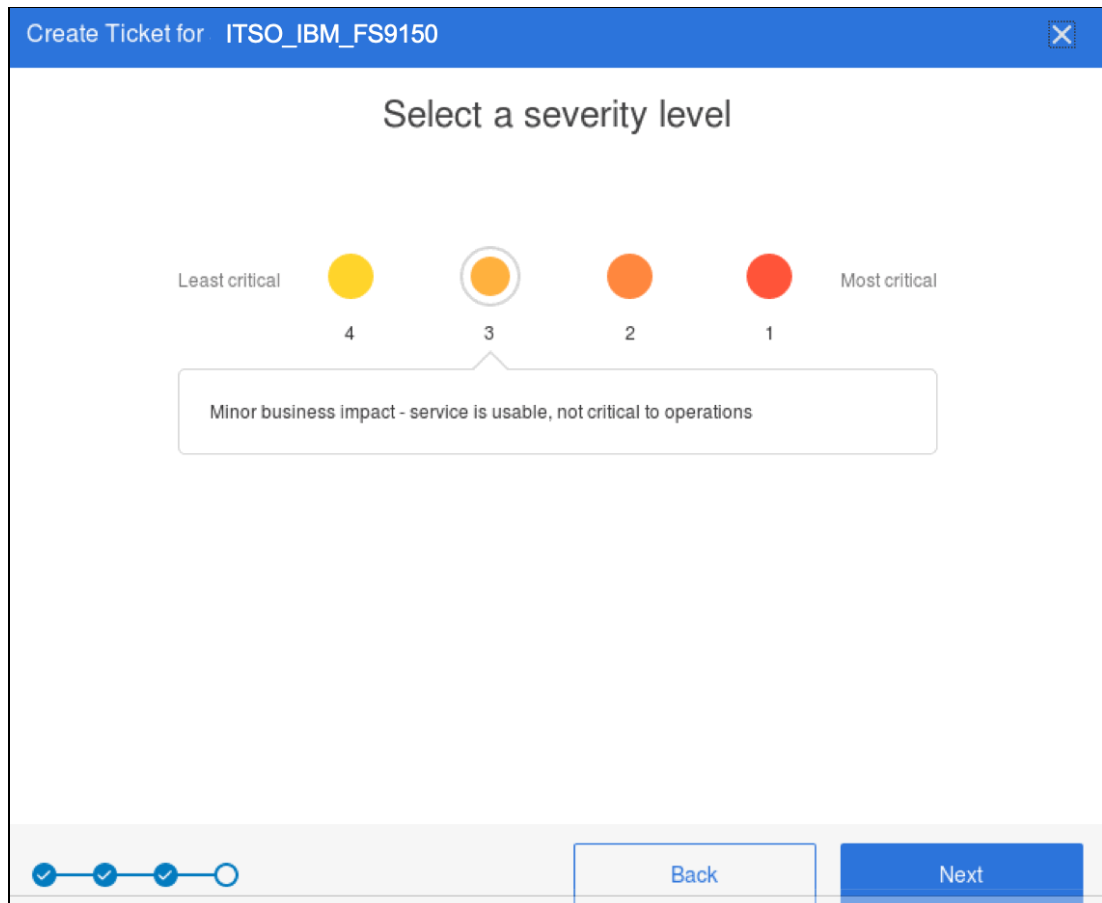 Create Ticket for ITSO_IBM_FS9150
Select a severity level
Least critical
Most critical
4 3 2 1
Minor business impact - service is usable, not critical to operations
Back Next